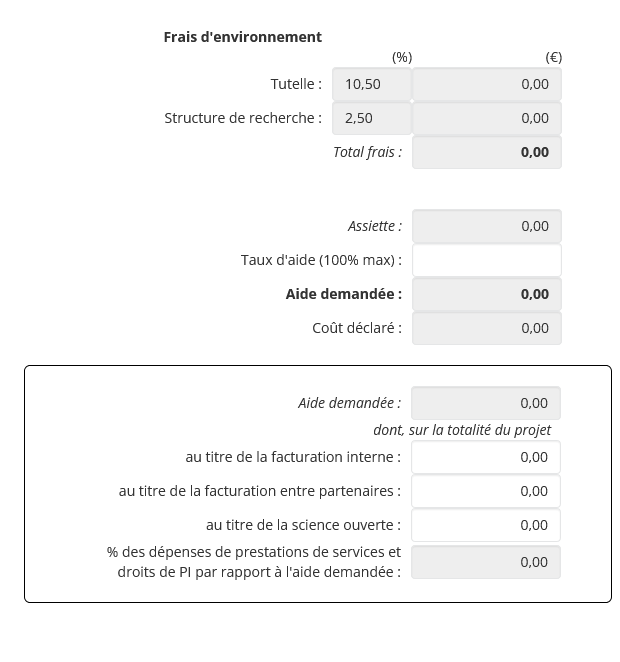 Frais d'environnement
(%) (€)
Tutelle : 10,50 0,00
Structure de recherche : 2,50 0,00
Total frais : 0,00
Assiette : 0,00
Taux d'aide (100% max) :
Aide demandée : 0,00
Coût déclaré : 0,00
Aide demandée : 0,00
dont, sur la totalité du projet
au titre de la facturation interne : 0,00
au titre de la facturation entre partenaires : 0,00
au titre de la science ouverte : 0,00
% des dépenses de prestations de services et
droits de PI par rapport à l'aide demandée : 0,00